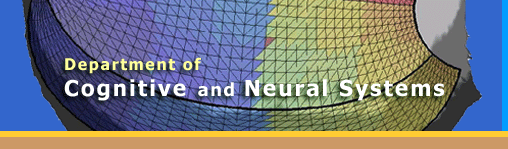 Department of
Cognitive and Neural Systems